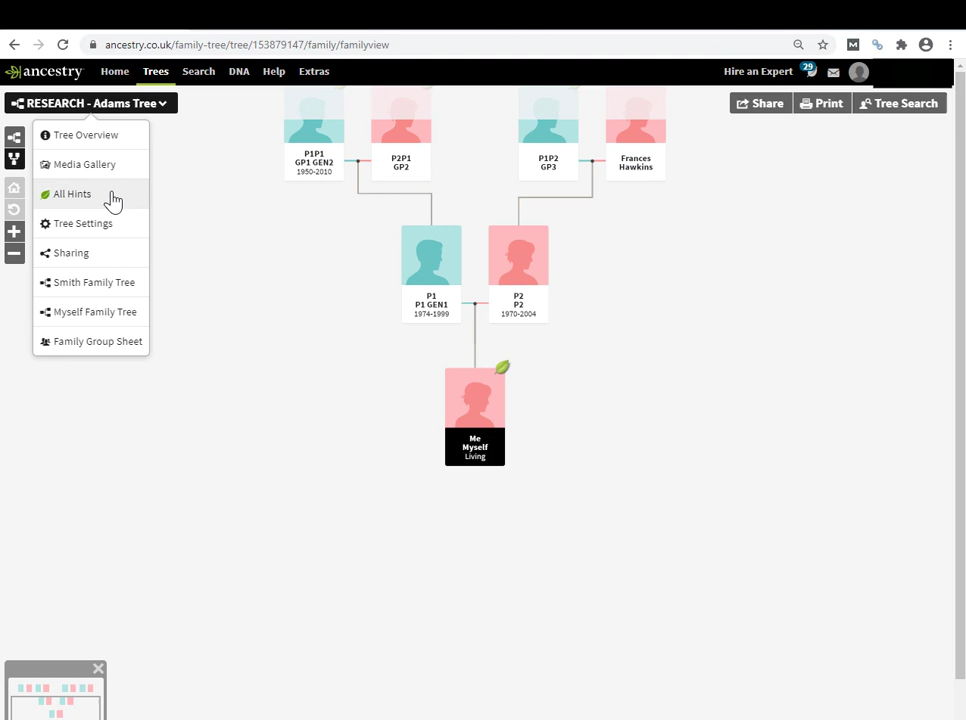 ancestry.co.uk/family-tree/tree/153879147/family/familyview
M
ancestry
Home
Trees
Search
DNA
Help
Extras
Hire an Expert
29
RESEARCH - Adams Tree
Share
Print
Tree Search
Tree Overview
Media Gallery
All Hints
Tree Settings
Sharing
Smith Family Tree
Myself Family Tree
Family Group Sheet
P1P1
GP1 GEN2
1950-2010
P2P1
GP2
P1P2
GP3
Frances
Hawkins
P1
P1 GEN1
1974-1999
P2
P2
1970-2004
Me
Myself
Living